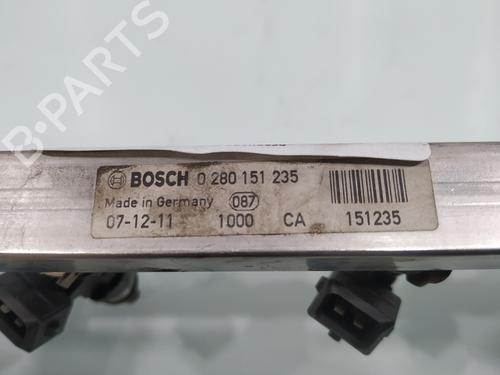 B-PARTS
BOSCH 0 280 151 235
Made in Germany 087
07-12-11 1000 CA 151235